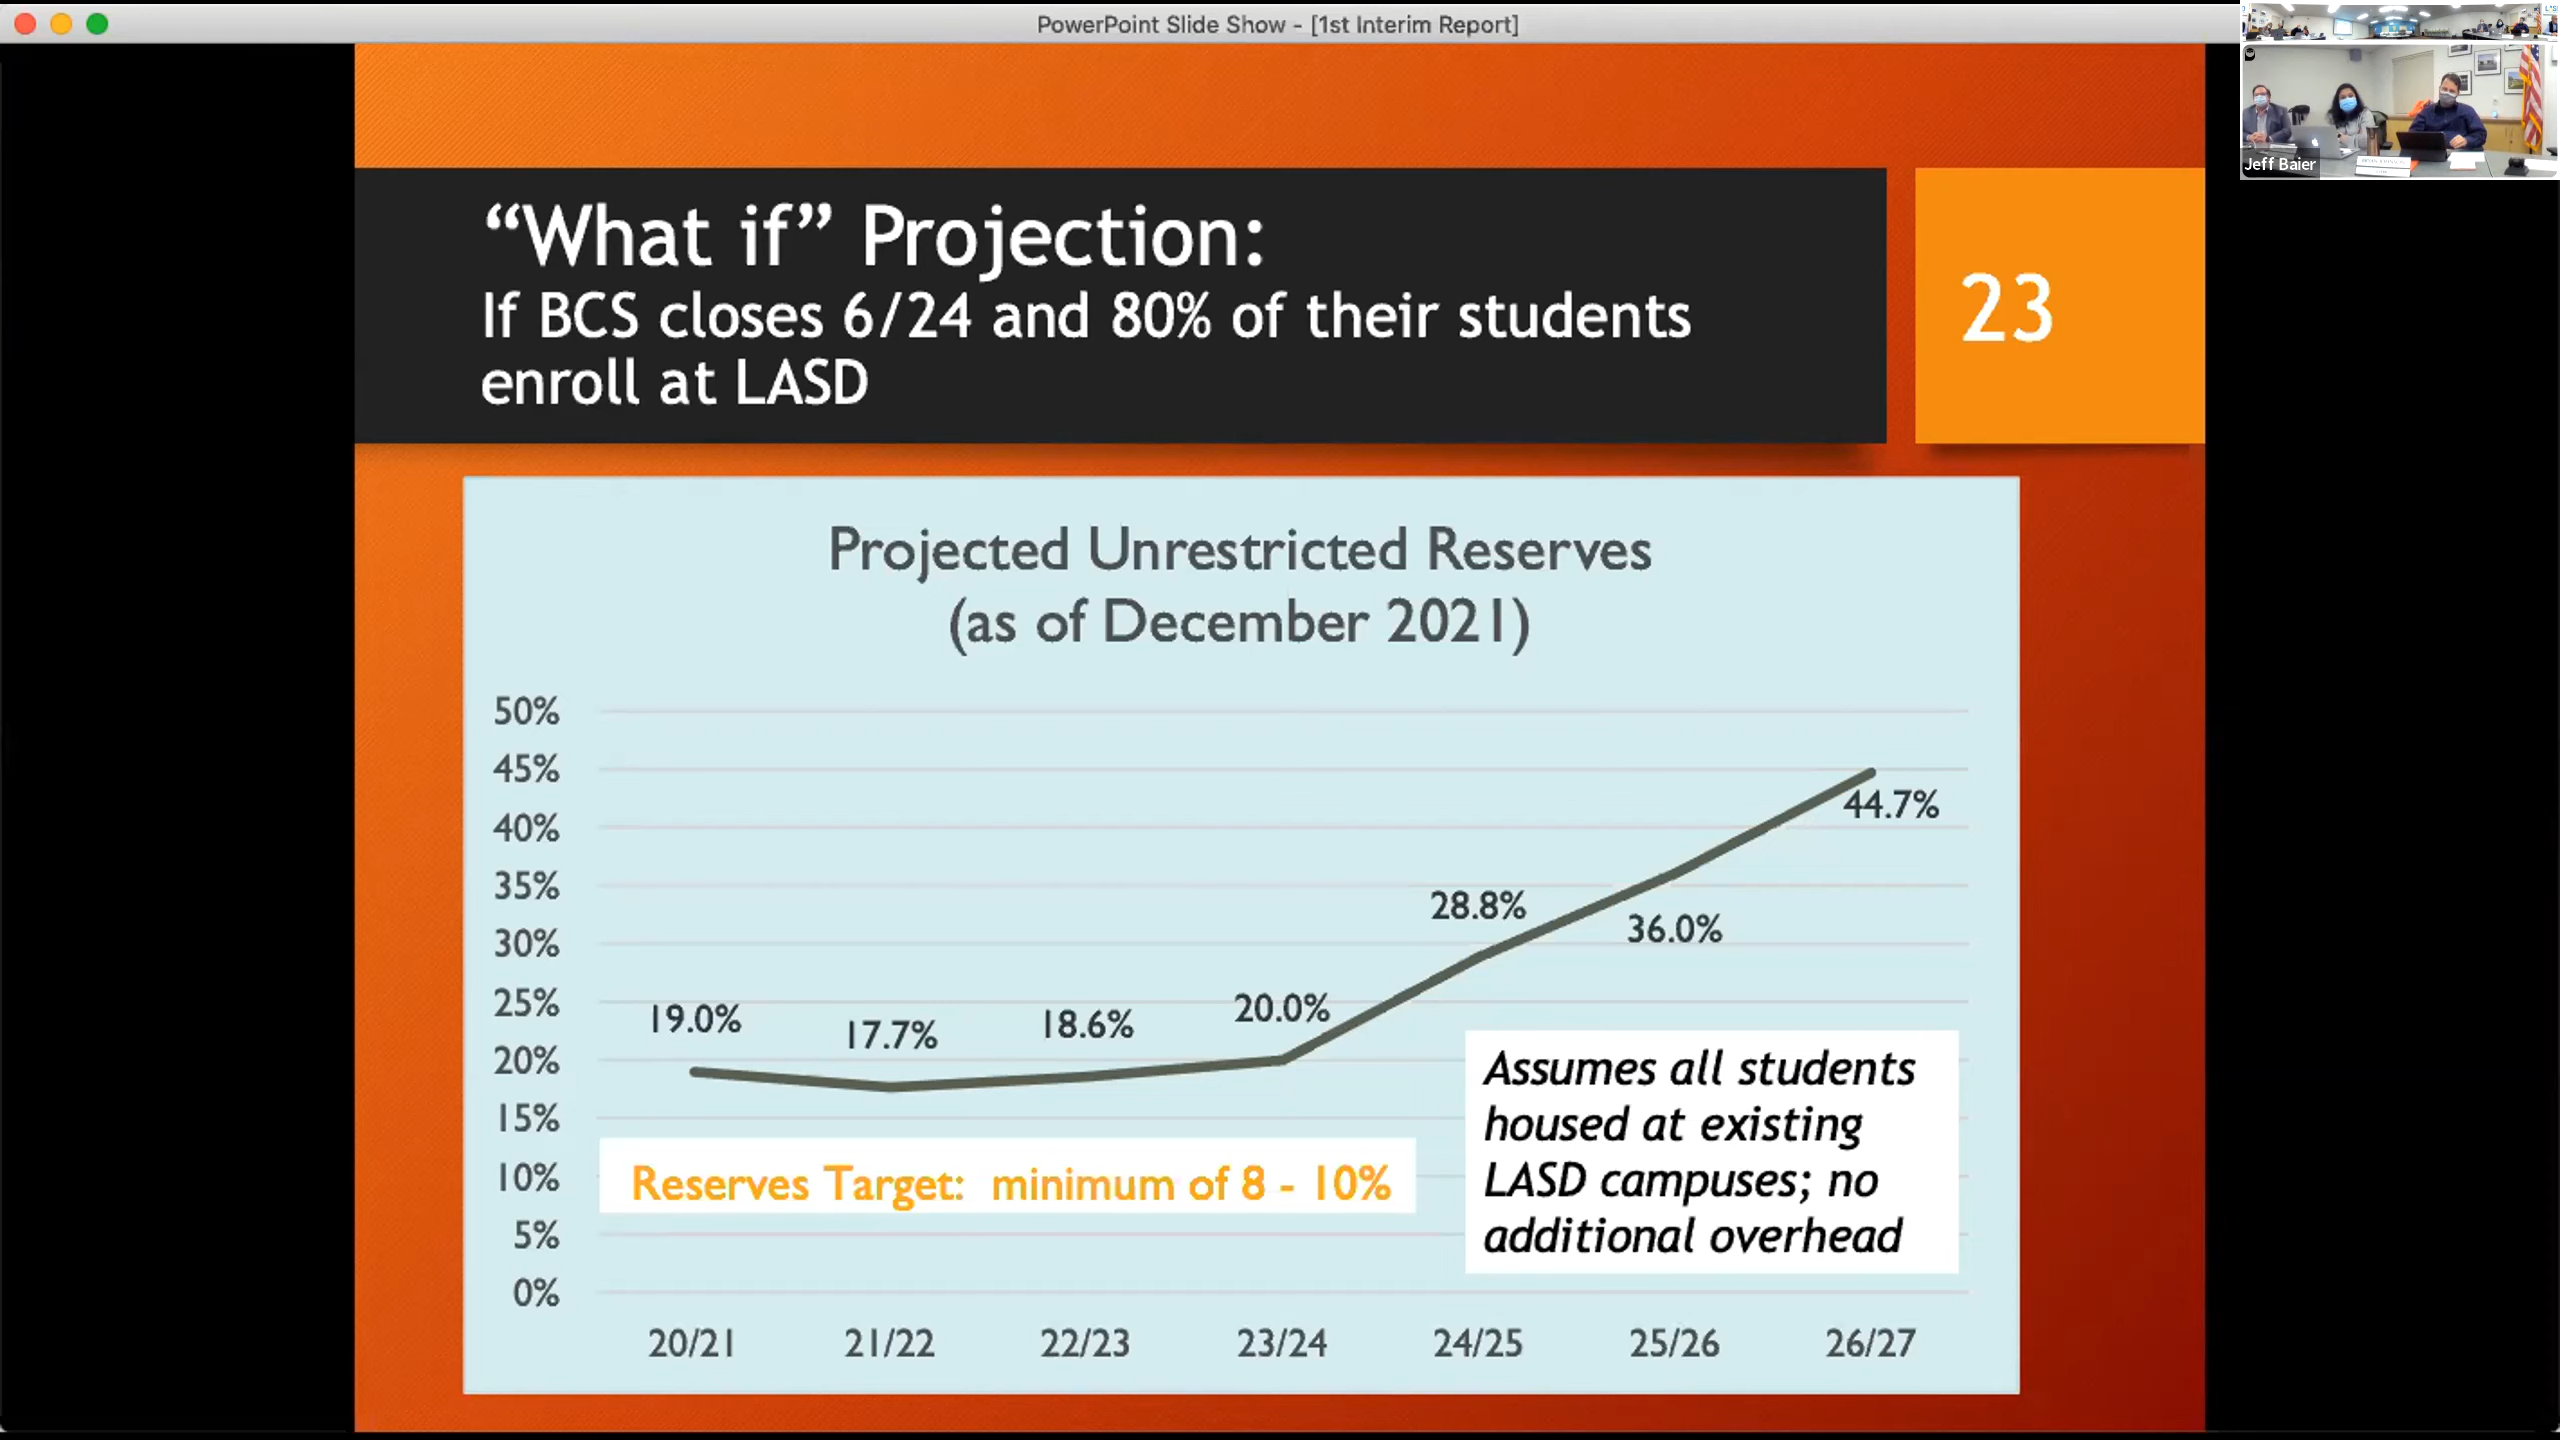 PowerPoint Slide Show - [1st Interim Report]
Jeff Baier
“What if” Projection:
If BCS closes 6/24 and 80% of their students
enroll at LASD
23
Projected Unrestricted Reserves
(as of December 2021)
50%
45%
40%
35%
30%
25%
20%
15%
10%
5%
0%
19.0%
17.7%
18.6%
20.0%
28.8%
36.0%
44.7%
Reserves Target: minimum of 8 - 10%
Assumes all students
housed at existing
LASD campuses; no
additional overhead
20/21
21/22
22/23
23/24
24/25
25/26
26/27